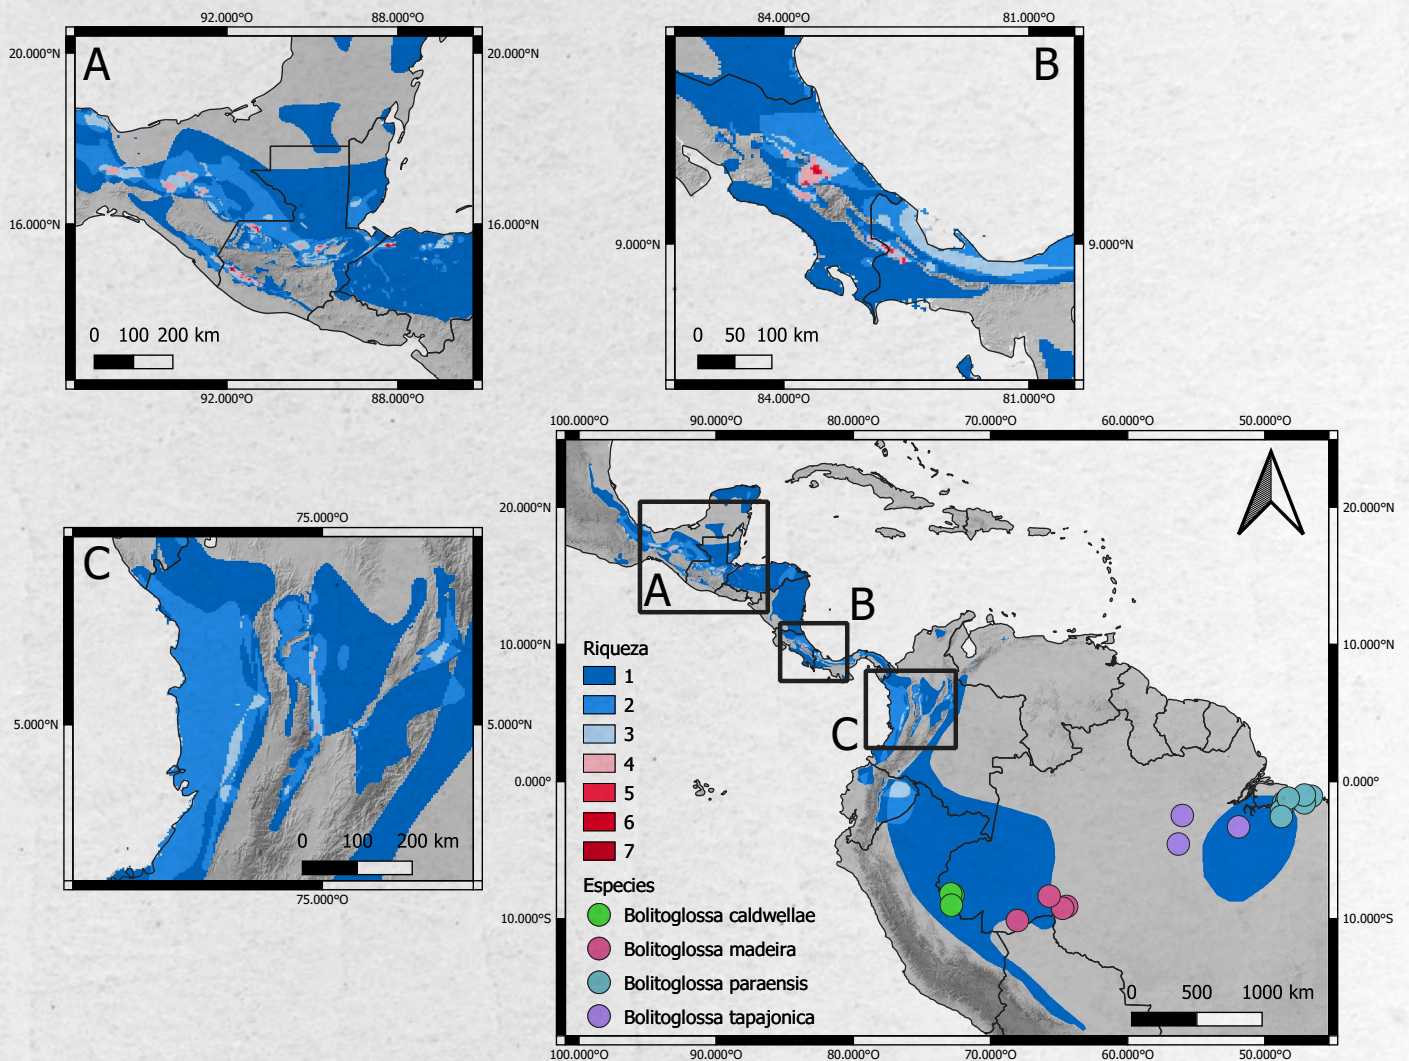 92.000°O 88.000°O
20.000°N 20.000°N
A
16.000°N 16.000°N
0 100 200 km
92.000°O 88.000°O
84.000°O 81.000°O
B
9.000°N 9.000°N
0 50 100 km
84.000°O 81.000°O
75.000°O
C
5.000°N 5.000°N
0 100 200 km
75.000°O
100.000°O 90.000°O 80.000°O 70.000°O 60.000°O 50.000°O
20.000°N 20.000°N
A
B
10.000°N 10.000°N
C
0.000° 0.000°
10.000°S 10.000°S
Riqueza
1
2
3
4
5
6
7
Especies
Bolitoglossa caldwellae
Bolitoglossa madeira
Bolitoglossa paraensis
Bolitoglossa tapajonica
0 500 1000 km
100.000°O 90.000°O 80.000°O 70.000°O 60.000°O 50.000°O